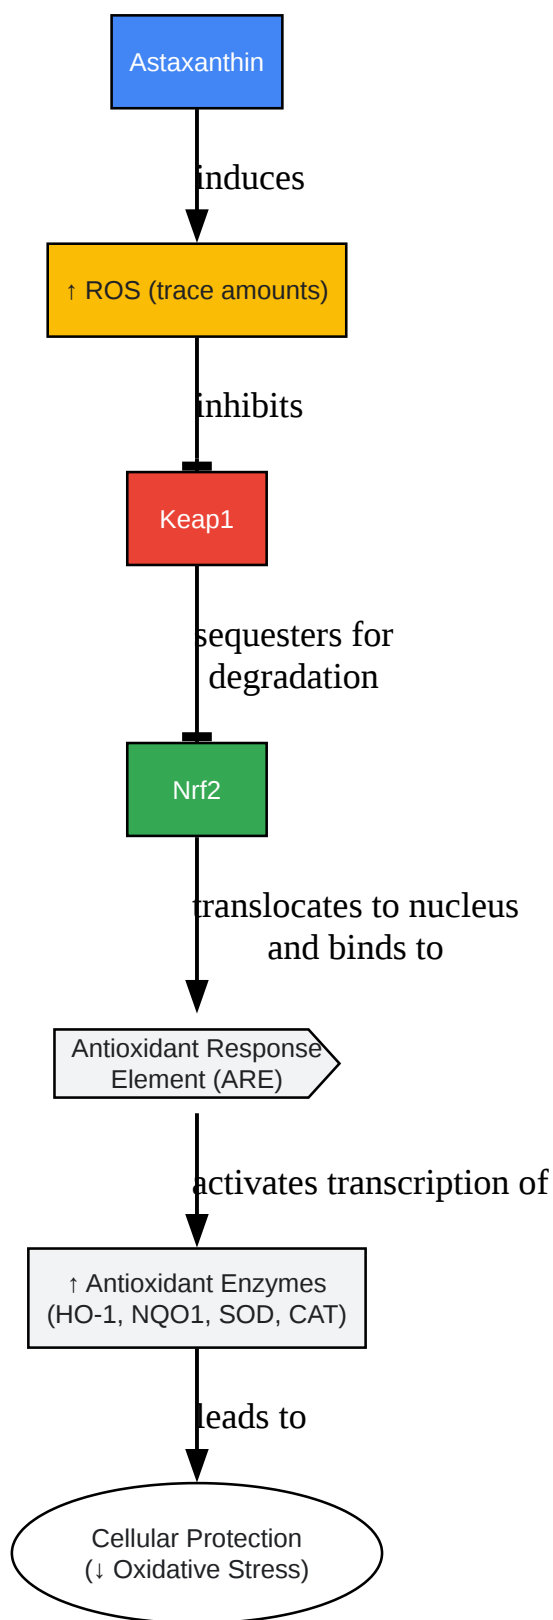 Astaxanthin
induces
↑ ROS (trace amounts)
inhibits
Keap1
sequesters for
degradation
Nrf2
translocates to nucleus
and binds to
Antioxidant Response
Element (ARE)
activates transcription of
↑ Antioxidant Enzymes
(HO-1, NQO1, SOD, CAT)
leads to
Cellular Protection
(↓ Oxidative Stress)